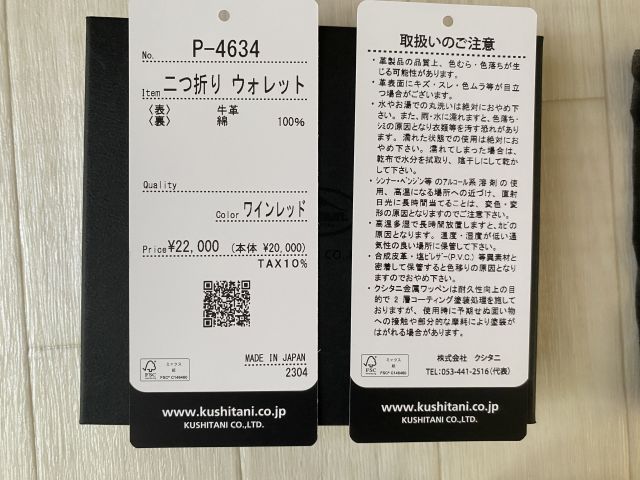 No. P-4634
Item 二つ折り ウォレット
〈表〉 牛革
〈裏〉 綿 100%
Quality
Color ワインレッド
Price ¥22,000 (本体 ¥20,000)
TAX10%
MADE IN JAPAN
2304
ミックス
紙
FSC
FSC® C148460
www.kushitani.co.jp
KUSHITANI CO.,LTD.
取扱いのご注意
・革製品の品質上、色むら・色落ちが生
じる可能性があります。
・革表面にキズ・スレ・色ムラ等が目立
つ場合がございます。
・水やお湯での丸洗いは絶対におやめ下
さい。また、雨・水に濡れますと、色落ち・
シミの原因となり衣類等を汚す恐れがあり
ます。濡れた状態での使用は絶対に
おやめ下さい。濡れてしまった場合は、
乾布で水分を拭取り、陰干しにして乾か
して下さい。
・シンナー・ベンジン等のアルコール系溶剤の使
用、高温になる場所への近づけ、直射
日光に長時間当てることは、変色・変
形の原因となりますのでご注意下さい。
・高温多湿で長時間放置しますと、カビの
原因となります。温度・湿度が低い通
気性の良い場所に保管して下さい。
・合成皮革・塩ビレザー(P.V.C.)等異素材と
密着して保管すると色移りの原因となり
ますのでおやめ下さい。
・クシタニ金属ワッペンは耐久性向上の目
的で2層コーティング塗装処理を施して
おりますが、使用時に予期せぬ固い物
への接触や部分的な摩耗により塗装が
はがれる場合があります。
株式会社 クシタニ
TEL:053-441-2516(代表)
ミックス
紙
FSC
FSC® C148460
www.kushitani.co.jp
KUSHITANI CO.,LTD.